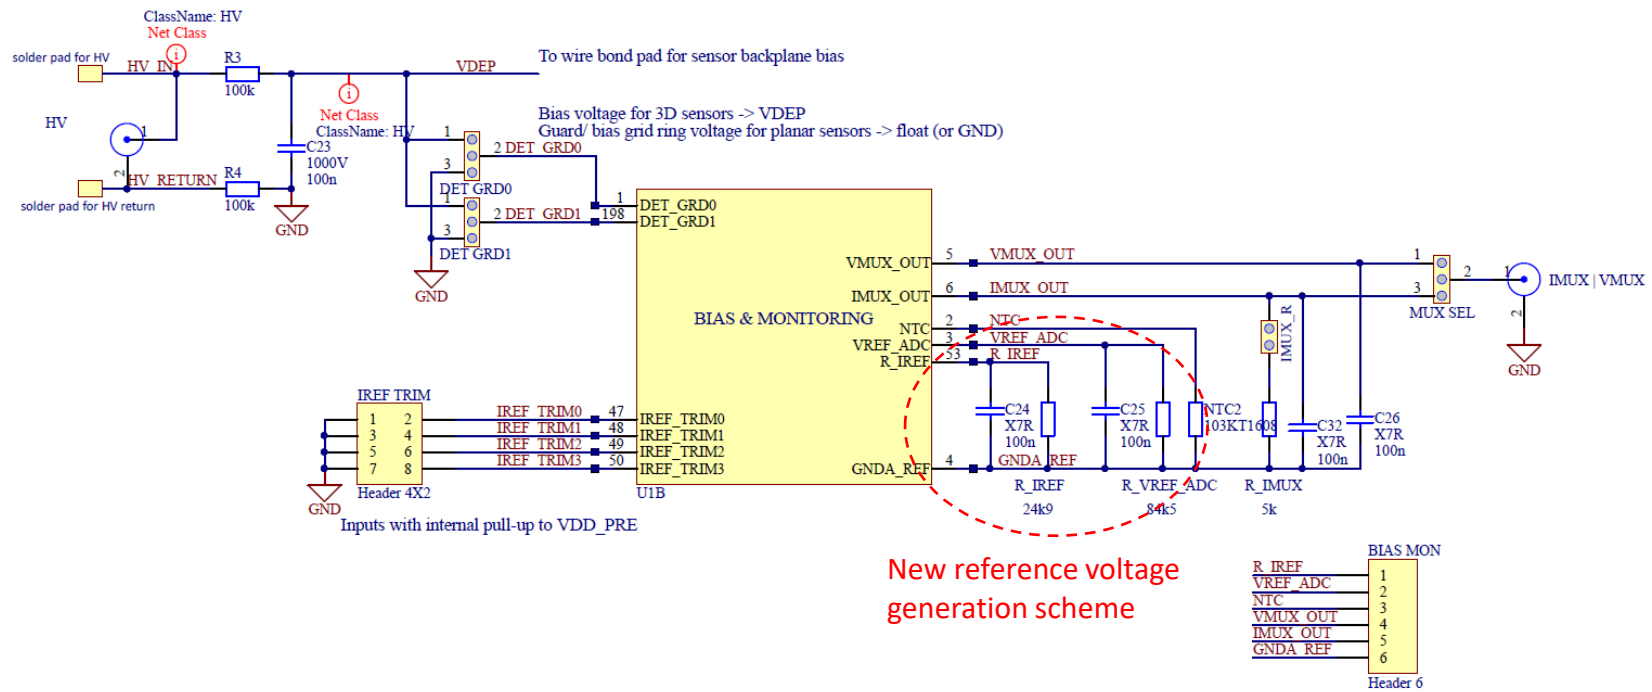 ClassName: HV
Net Class
solder pad for HV
HV_IN
R3
100k
VDEP
To wire bond pad for sensor backplane bias
Net Class
ClassName: HV
Bias voltage for 3D sensors -> VDEP
Guard/ bias grid ring voltage for planar sensors -> float (or GND)
HV
1
2
C23
1000V
100n
HV_RETURN
R4
100k
solder pad for HV return
GND
1
2 DET_GRD0
3
DET GRD0
1
2 DET_GRD1
3
DET GRD1
GND
1
DET_GRD0
198
DET_GRD1
VMUX_OUT
5
VMUX_OUT
IMUX_OUT
6
IMUX_OUT
BIAS & MONITORING
NTC
2
NTC
VREF_ADC
3
VREF_ADC
R_IREF
53
R_IREF
1
2
3
MUX SEL
1
2
IMUX | VMUX
GND
IMUX_R
C24
X7R
100n
C25
X7R
100n
NTC2
103KT1608
C32
X7R
100n
C26
X7R
100n
IREF TRIM
1 2
3 4
5 6
7 8
Header 4X2
GND
IREF_TRIM0 47 IREF_TRIM0
IREF_TRIM1 48 IREF_TRIM1
IREF_TRIM2 49 IREF_TRIM2
IREF_TRIM3 50 IREF_TRIM3
GNDA_REF
4
GNDA_REF
U1B
R_IREF
24k9
R_VREF_ADC
84k5
R_IMUX
5k
Inputs with internal pull-up to VDD_PRE
New reference voltage
generation scheme
BIAS MON
R_IREF 1
VREF_ADC 2
NTC 3
VMUX_OUT 4
IMUX_OUT 5
GNDA_REF 6
Header 6